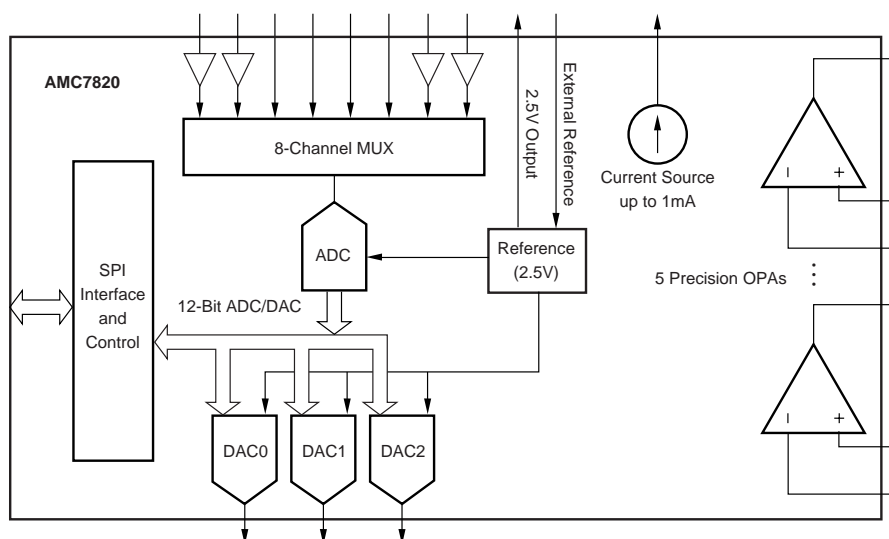 AMC7820
8-Channel MUX
2.5V Output
External Reference
Current Source
up to 1mA
ADC
Reference
(2.5V)
SPI
Interface
and
Control
12-Bit ADC/DAC
5 Precision OPAs
DAC0
DAC1
DAC2